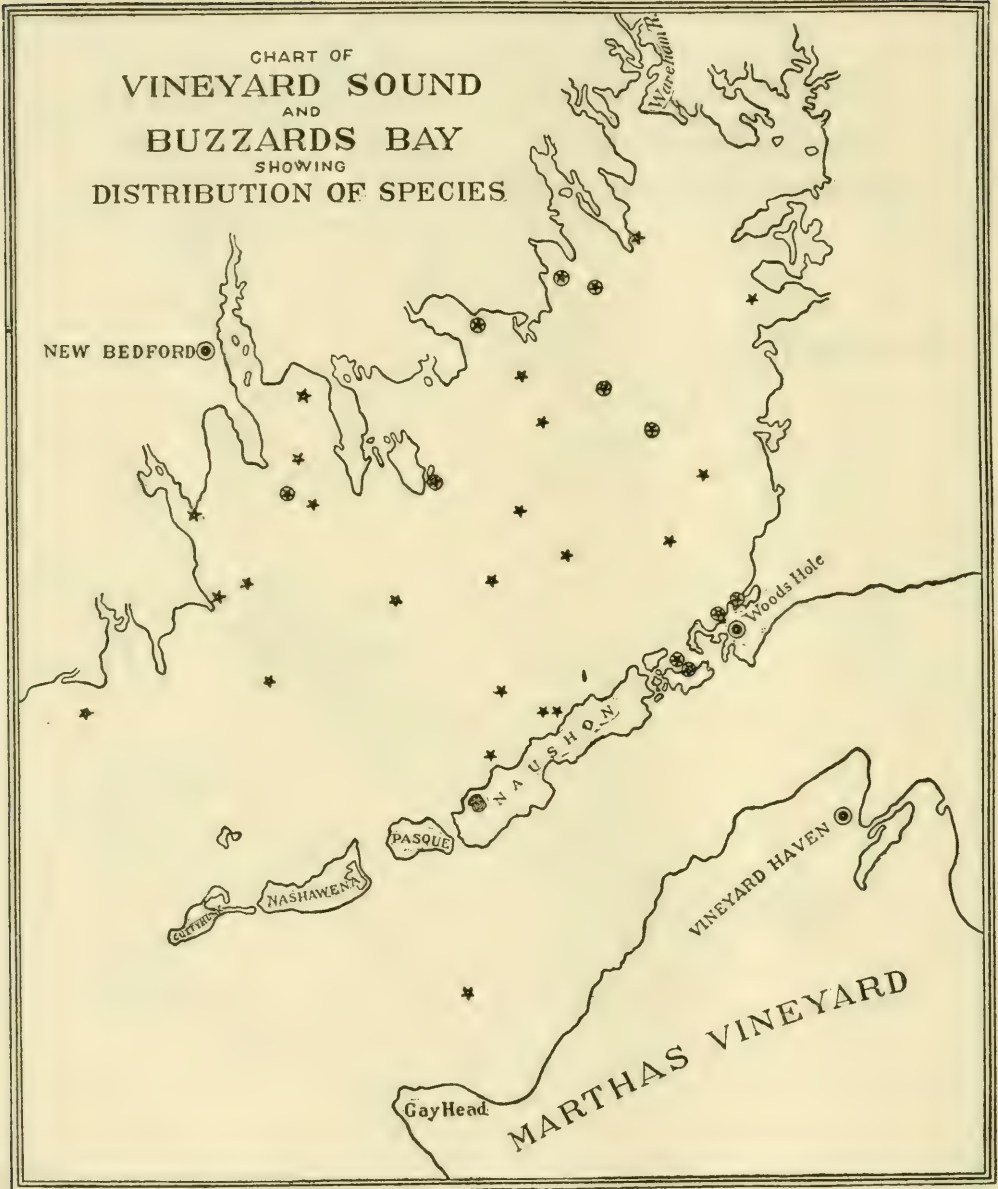 CHART OF
VINEYARD SOUND
AND
BUZZARDS BAY
SHOWING
DISTRIBUTION OF SPECIES
Wareham R.
NEW BEDFORD
Woods Hole
NAUSHON
PASQUE
NASHAWENA
CUTTYHUNK
VINEYARD HAVEN
MARTHAS VINEYARD
Gay Head